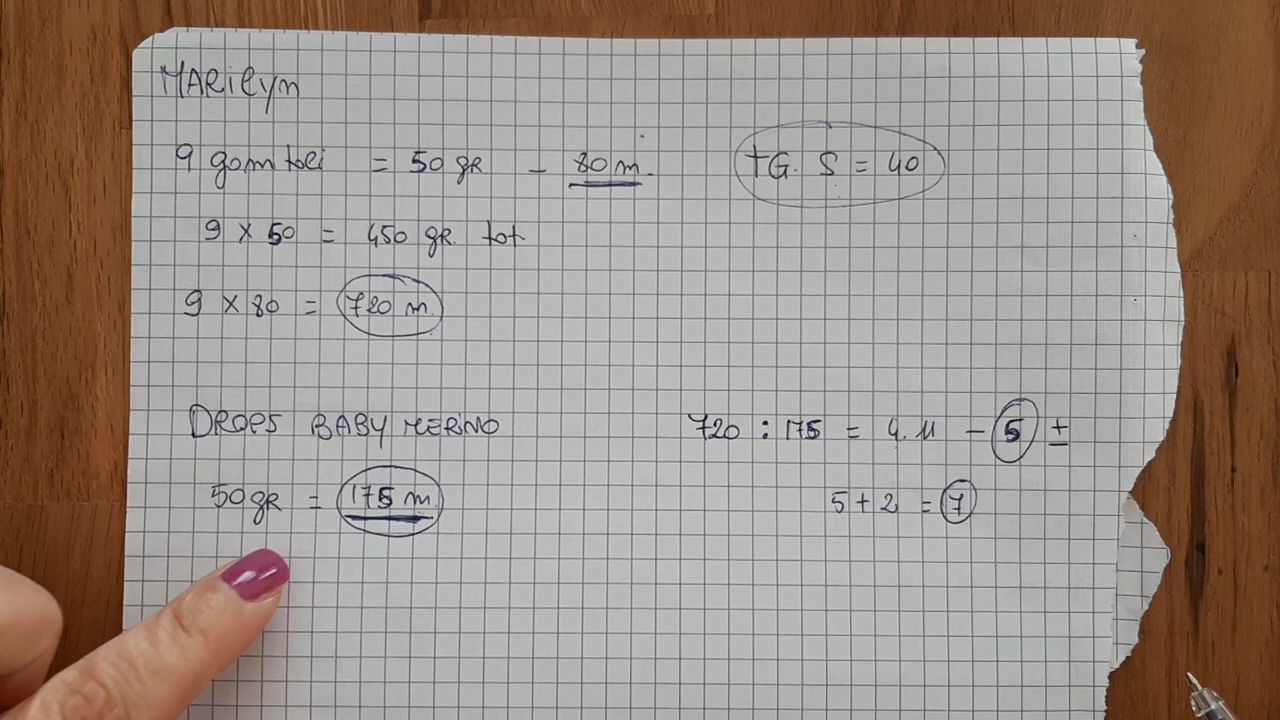 MARilyn
9 gomitoli = 50 gr - 80 m. TG. S = 40
9 x 50 = 450 gr. tot
9 x 80 = 720 m.
DROPS BABY MERINO 720 : 175 = 4.11 - 5 ±
50 gr = 175 m 5 + 2 = 7